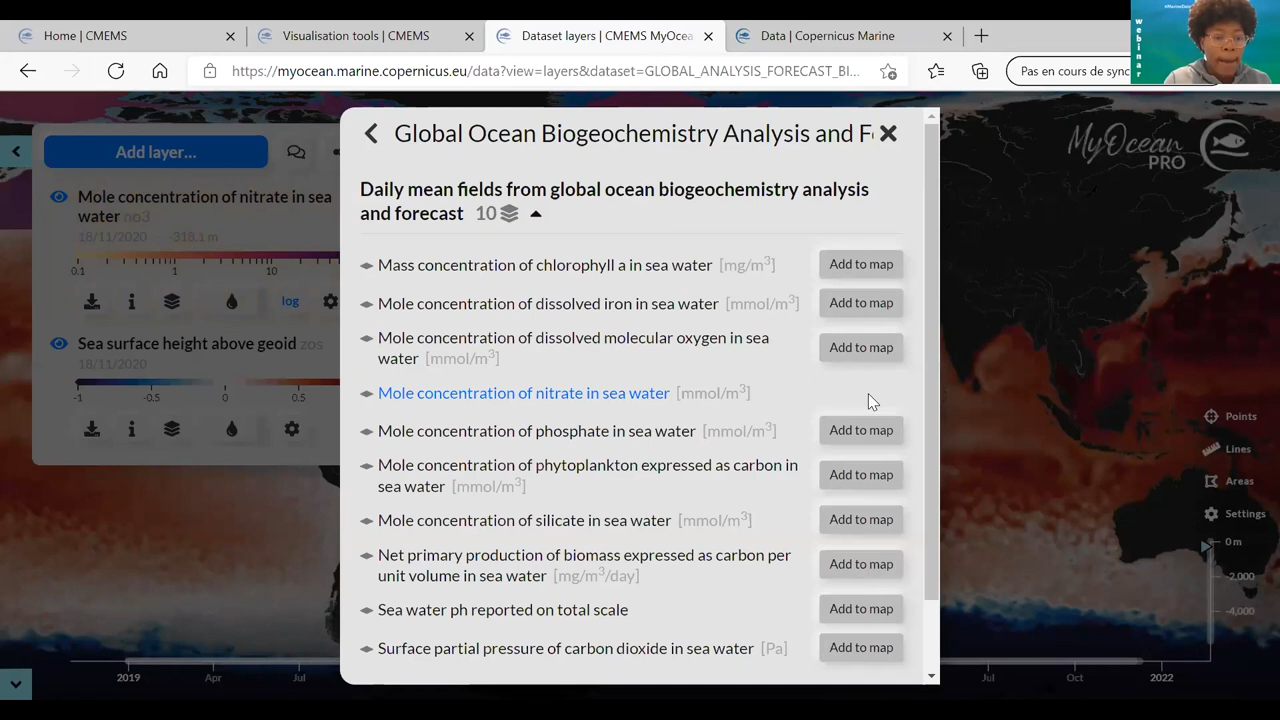 Home | CMEMS
Visualisation tools | CMEMS
Dataset layers | CMEMS MyOcea
Data | Copernicus Marine
https://myocean.marine.copernicus.eu/data?view=layers&dataset=GLOBAL_ANALYSIS_FORECAST_BI...
Pas en cours de sync
webinar
Add layer...
Mole concentration of nitrate in sea
water no3
18/11/2020 -318.1 m
0.1 1 10
log
Sea surface height above geoid zos
18/11/2020
-1 -0.5 0 0.5
Global Ocean Biogeochemistry Analysis and F
Daily mean fields from global ocean biogeochemistry analysis
and forecast 10
Mass concentration of chlorophyll a in sea water [mg/m³] Add to map
Mole concentration of dissolved iron in sea water [mmol/m³] Add to map
Mole concentration of dissolved molecular oxygen in sea
water [mmol/m³] Add to map
Mole concentration of nitrate in sea water [mmol/m³]
Mole concentration of phosphate in sea water [mmol/m³] Add to map
Mole concentration of phytoplankton expressed as carbon in
sea water [mmol/m³] Add to map
Mole concentration of silicate in sea water [mmol/m³] Add to map
Net primary production of biomass expressed as carbon per
unit volume in sea water [mg/m³/day] Add to map
Sea water ph reported on total scale Add to map
Surface partial pressure of carbon dioxide in sea water [Pa] Add to map
MyOcean
PRO
Points
Lines
Areas
Settings
0 m
-2,000
-4,000
2019 Apr Jul Jul Oct 2022